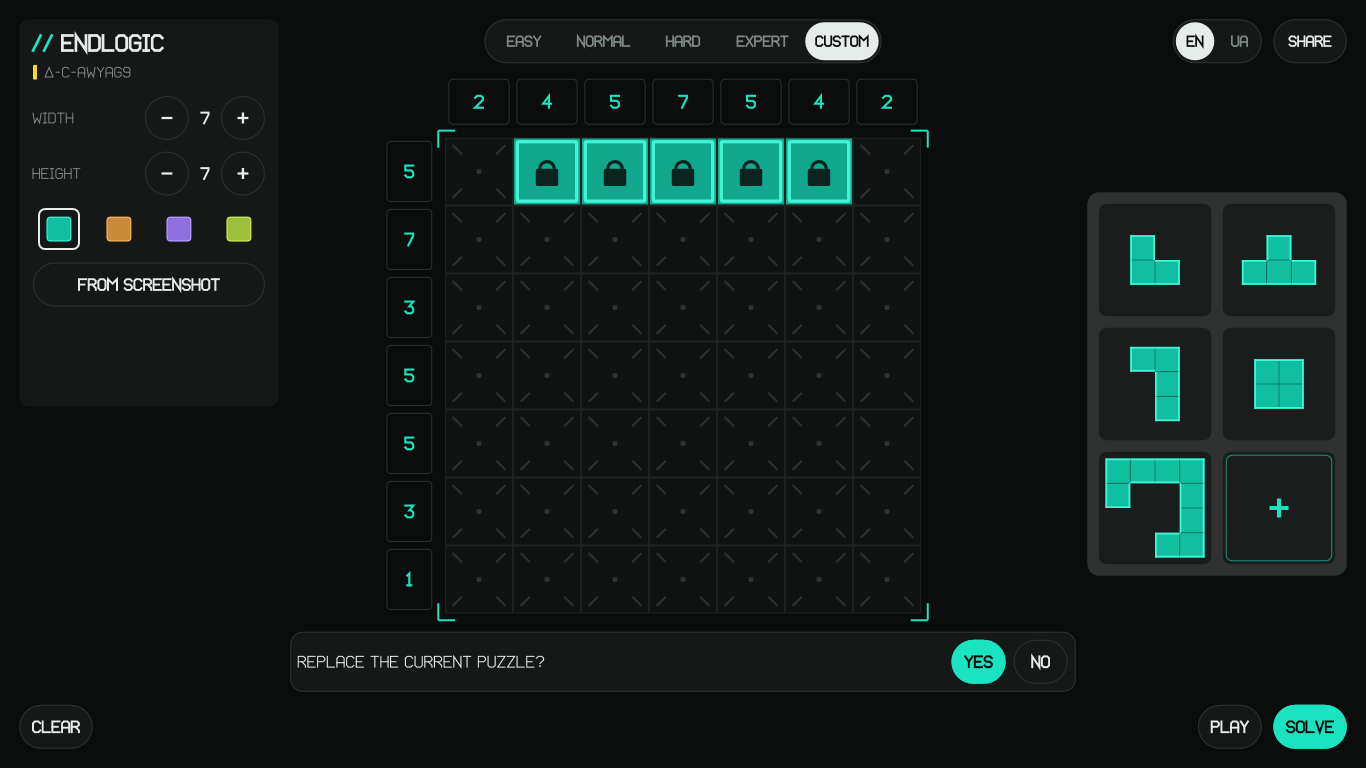 // ENDLOGIC
Δ-C-AWYAG9
WIDTH
− 7 +
HEIGHT
− 7 +
FROM SCREENSHOT
EASY NORMAL HARD EXPERT CUSTOM
EN UA
SHARE
2 4 5 7 5 4 2
5
7
3
5
5
3
1
+
REPLACE THE CURRENT PUZZLE?
YES NO
CLEAR
PLAY
SOLVE